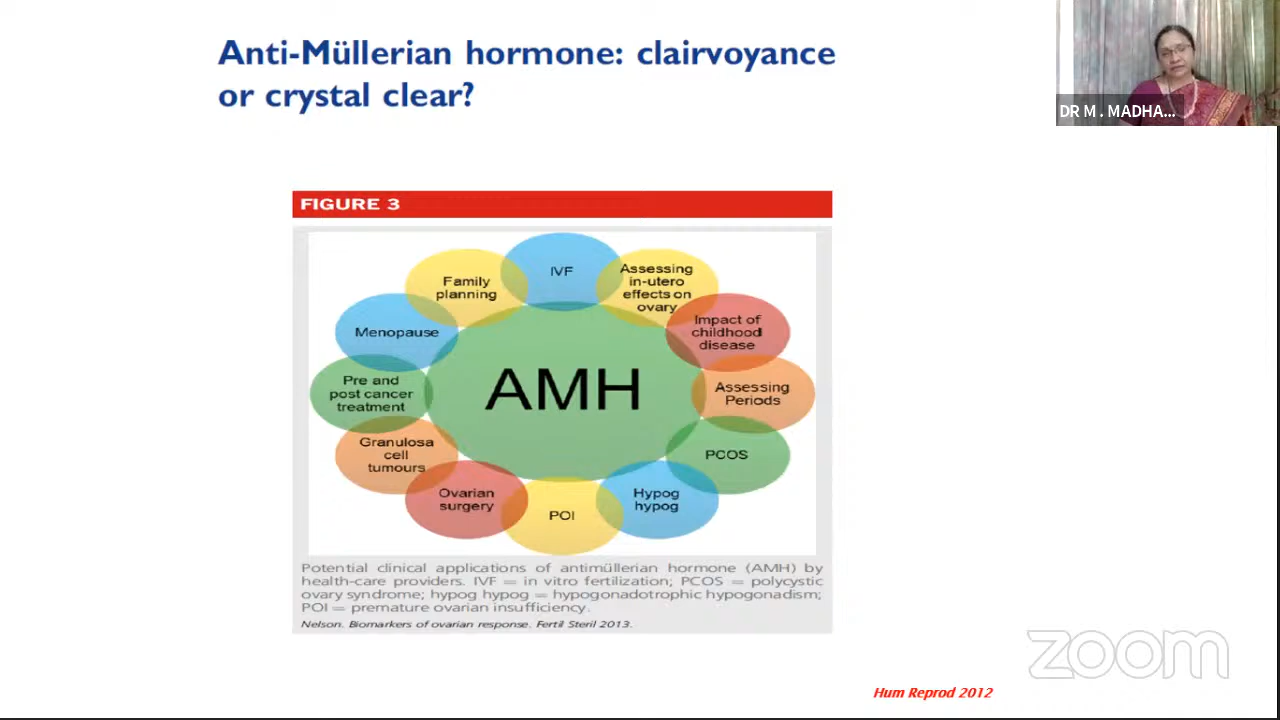 Anti-Müllerian hormone: clairvoyance
or crystal clear?
DR M . MADHA...
FIGURE 3
IVF
Family
planning
Assessing
in-utero
effects on
ovary
Menopause
Impact of
childhood
disease
Pre and
post cancer
treatment
AMH
Assessing
Periods
Granulosa
cell
tumours
PCOS
Ovarian
surgery
POI
Hypog
hypog
Potential clinical applications of antimüllerian hormone (AMH) by
health-care providers. IVF = in vitro fertilization; PCOS = polycystic
ovary syndrome; hypog hypog = hypogonadotrophic hypogonadism;
POI = premature ovarian insufficiency.
Nelson. Biomarkers of ovarian response. Fertil Steril 2013.
zoom
Hum Reprod 2012